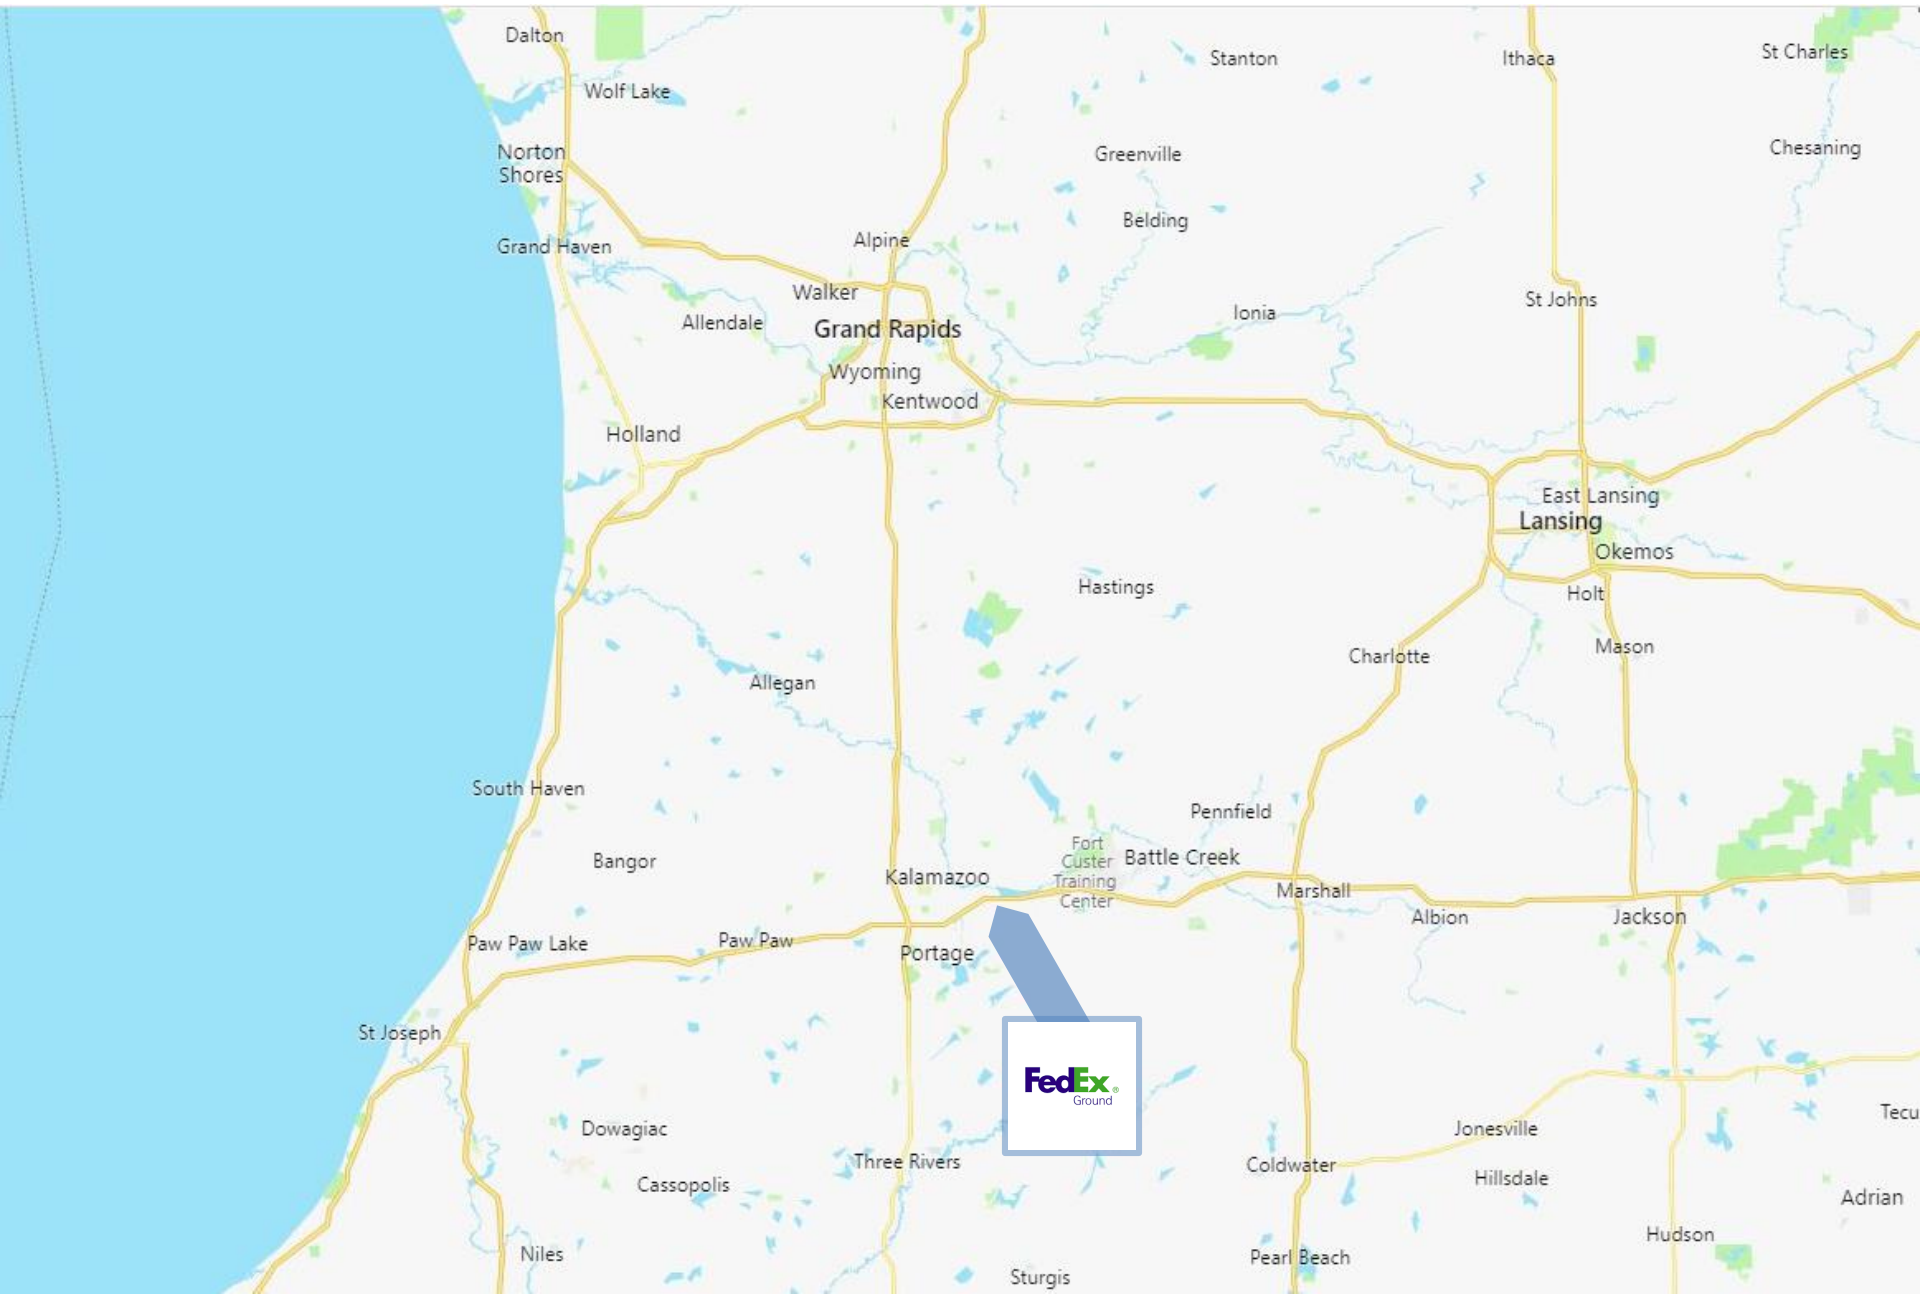 Dalton
Stanton
Ithaca
St Charles
Wolf Lake
Norton
Shores
Greenville
Chesaning
Belding
Grand Haven
Alpine
Walker
St Johns
Allendale
Ionia
Grand Rapids
Wyoming
Kentwood
Holland
East Lansing
Lansing
Okemos
Hastings
Holt
Mason
Charlotte
Allegan
South Haven
Pennfield
Bangor
Fort
Custer
Training
Center
Battle Creek
Kalamazoo
Marshall
Albion
Jackson
Paw Paw Lake
Paw Paw
Portage
St Joseph
FedEx®
Ground
Tecu
Dowagiac
Jonesville
Three Rivers
Coldwater
Cassopolis
Hillsdale
Adrian
Hudson
Niles
Pearl Beach
Sturgis